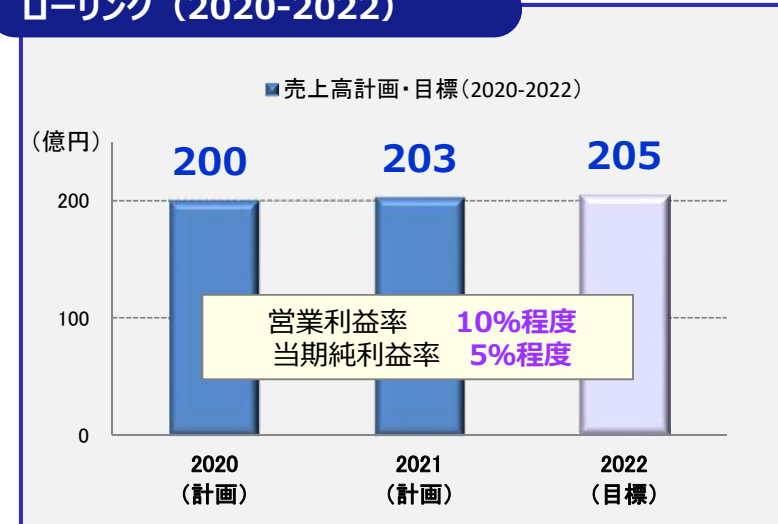 ローリング（2020-2022）
■売上高計画・目標（2020-2022）
（億円）
200
203
205
200
100
0
営業利益率 10%程度
当期純利益率 5%程度
2020
（計画）
2021
（計画）
2022
（目標）